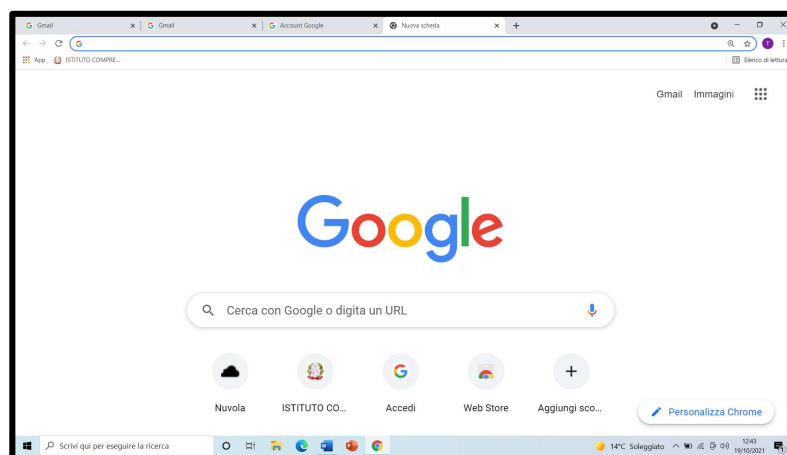 Gmail Gmail Account Google Nuova scheda
App ISTITUTO COMPRE... Elenco di lettura
Gmail Immagini
Google
Cerca con Google o digita un URL
Nuvola ISTITUTO CO... Accedi Web Store Aggiungi sco...
Personalizza Chrome
Scrivi qui per eseguire la ricerca 14°C Soleggiato 12:43
19/10/2021